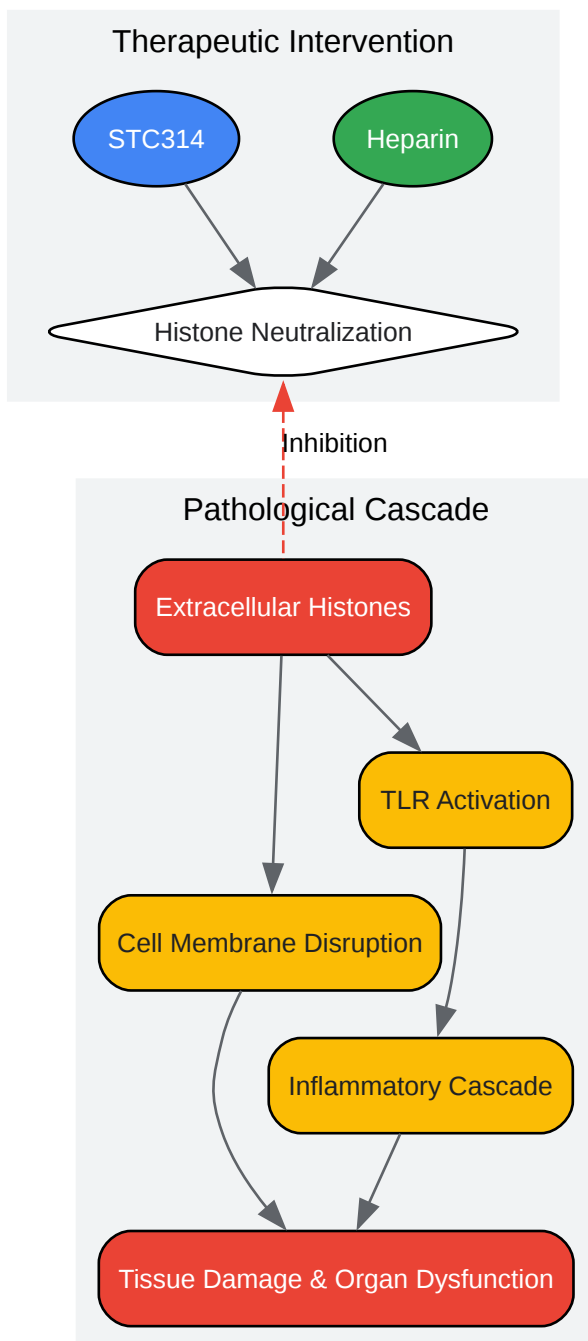 Therapeutic Intervention
STC314
Heparin
Histone Neutralization
Inhibition
Pathological Cascade
Extracellular Histones
TLR Activation
Cell Membrane Disruption
Inflammatory Cascade
Tissue Damage & Organ Dysfunction